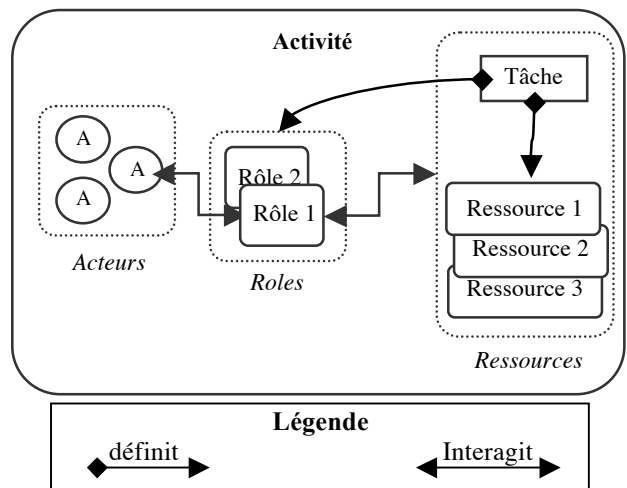 Activité
Tâche
A
A
A
Rôle 2
Rôle 1
Ressource 1
Ressource 2
Ressource 3
Acteurs
Roles
Ressources
Légende
définit
Interagit